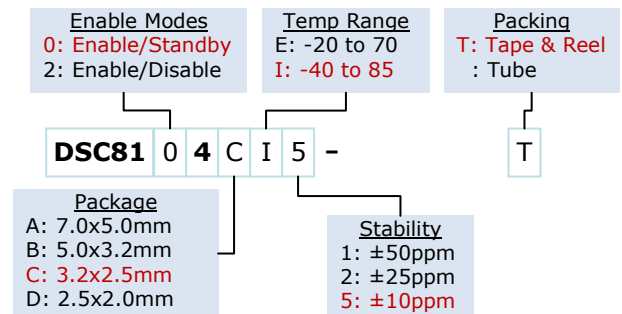 Enable Modes
0: Enable/Standby
2: Enable/Disable
Temp Range
E: -20 to 70
I: -40 to 85
Packing
T: Tape & Reel
: Tube
DSC81 0 4 C I 5 – T
Package
A: 7.0x5.0mm
B: 5.0x3.2mm
C: 3.2x2.5mm
D: 2.5x2.0mm
Stability
1: ±50ppm
2: ±25ppm
5: ±10ppm